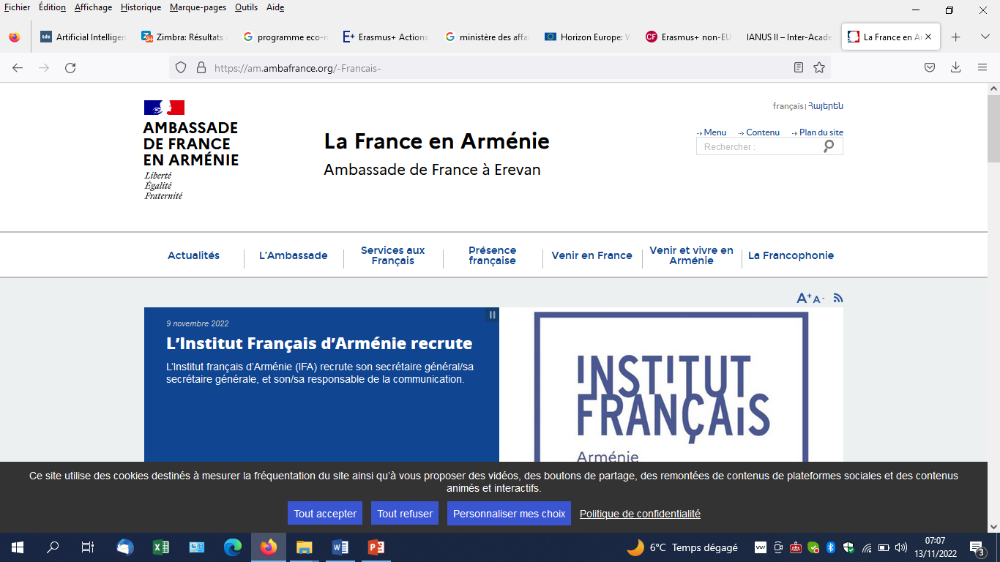 Fichier Édition Affichage Historique Marque-pages Outils Aide
tds Artificial Intelligen Zimbra: Résultats programme eco-n E+ Erasmus+ Actions ministère des affai Horizon Europe: W CF Erasmus+ non-EU IANUS II – Inter-Acade La France en Ar
https://am.ambafrance.org/-Francais-
français | Հայերեն
AMBASSADE
DE FRANCE
EN ARMÉNIE
Liberté
Égalité
Fraternité
La France en Arménie
Ambassade de France à Erevan
Menu Contenu Plan du site
Rechercher :
Actualités
L'Ambassade
Services aux
Français
Présence
française
Venir en France
Venir et vivre en
Arménie
La Francophonie
A+ A-
9 novembre 2022
L'Institut Français d'Arménie recrute
L'Institut français d'Arménie (IFA) recrute son secrétaire général/sa
secrétaire générale, et son/sa responsable de la communication.
INSTITUT
FRANÇAIS
Arménie
Ce site utilise des cookies destinés à mesurer la fréquentation du site ainsi qu'à vous proposer des vidéos, des boutons de partage, des remontées de contenus de plateformes sociales et des contenus
animés et interactifs.
Tout accepter Tout refuser Personnaliser mes choix Politique de confidentialité
6°C Temps dégagé
07:07
13/11/2022
3